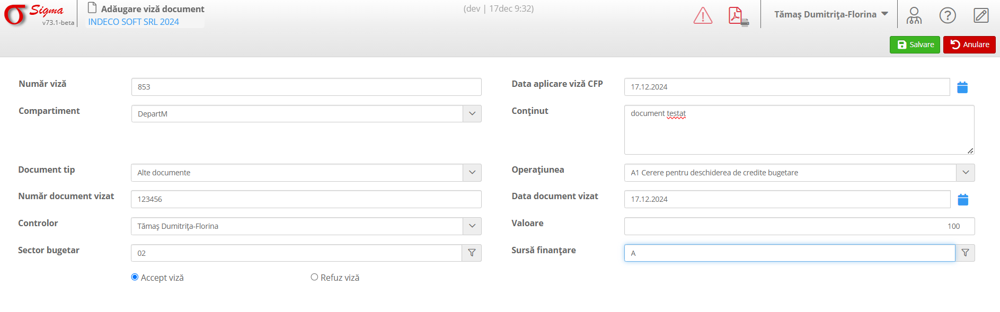 σ Sigma
v73.1-beta
Adăugare viză document
INDECO SOFT SRL 2024
(dev | 17dec 9:32)
Tămaş Dumitriţa-Florina
Salvare
Anulare
Număr viză
853
Data aplicare viză CFP
17.12.2024
Compartiment
DepartM
Conţinut
document testat
Document tip
Alte documente
Operaţiunea
A1 Cerere pentru deschiderea de credite bugetare
Număr document vizat
123456
Data document vizat
17.12.2024
Controlor
Tămaş Dumitriţa-Florina
Valoare
100
Sector bugetar
02
Sursă finanţare
A
Accept viză
Refuz viză